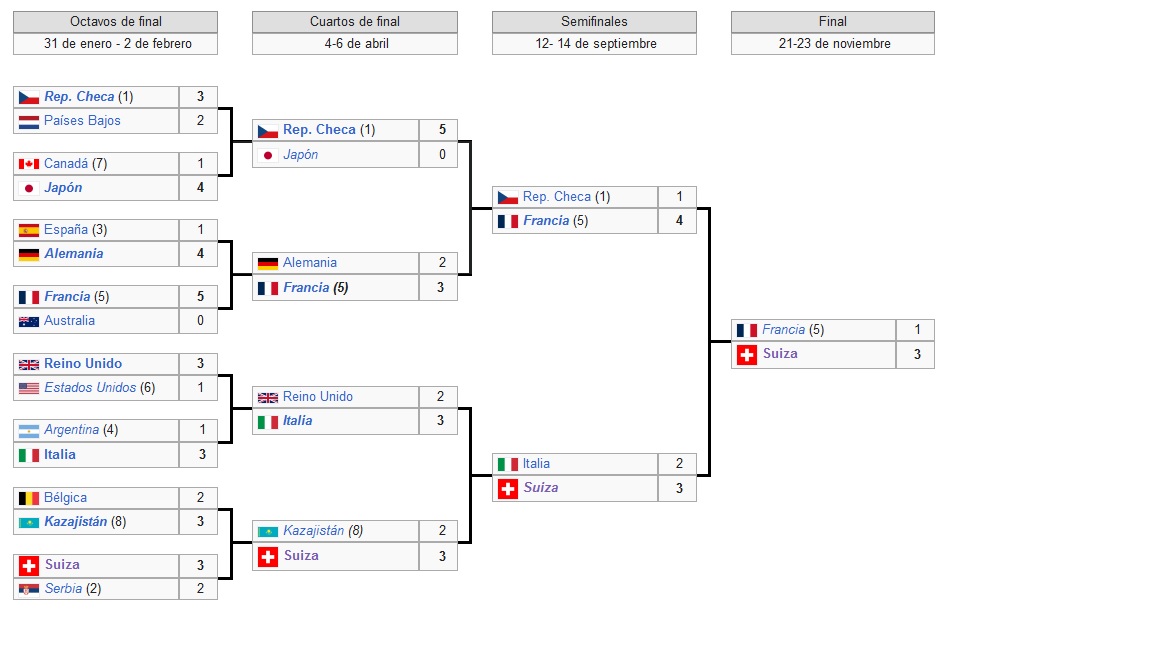 Octavos de final
31 de enero - 2 de febrero
Rep. Checa (1) 3
Países Bajos 2
Canadá (7) 1
Japón 4
España (3) 1
Alemania 4
Francia (5) 5
Australia 0
Reino Unido 3
Estados Unidos (6) 1
Argentina (4) 1
Italia 3
Bélgica 2
Kazajistán (8) 3
Suiza 3
Serbia (2) 2
Cuartos de final
4-6 de abril
Rep. Checa (1) 5
Japón 0
Alemania 2
Francia (5) 3
Reino Unido 2
Italia 3
Kazajistán (8) 2
Suiza 3
Semifinales
12- 14 de septiembre
Rep. Checa (1) 1
Francia (5) 4
Italia 2
Suiza 3
Final
21-23 de noviembre
Francia (5) 1
Suiza 3